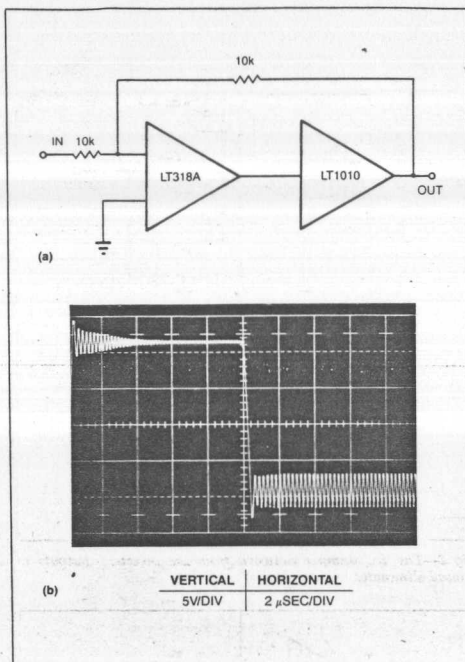 10k
IN 10k
LT318A
LT1010
OUT
(a)
(b)
VERTICAL HORIZONTAL
5V/DIV 2 μSEC/DIV